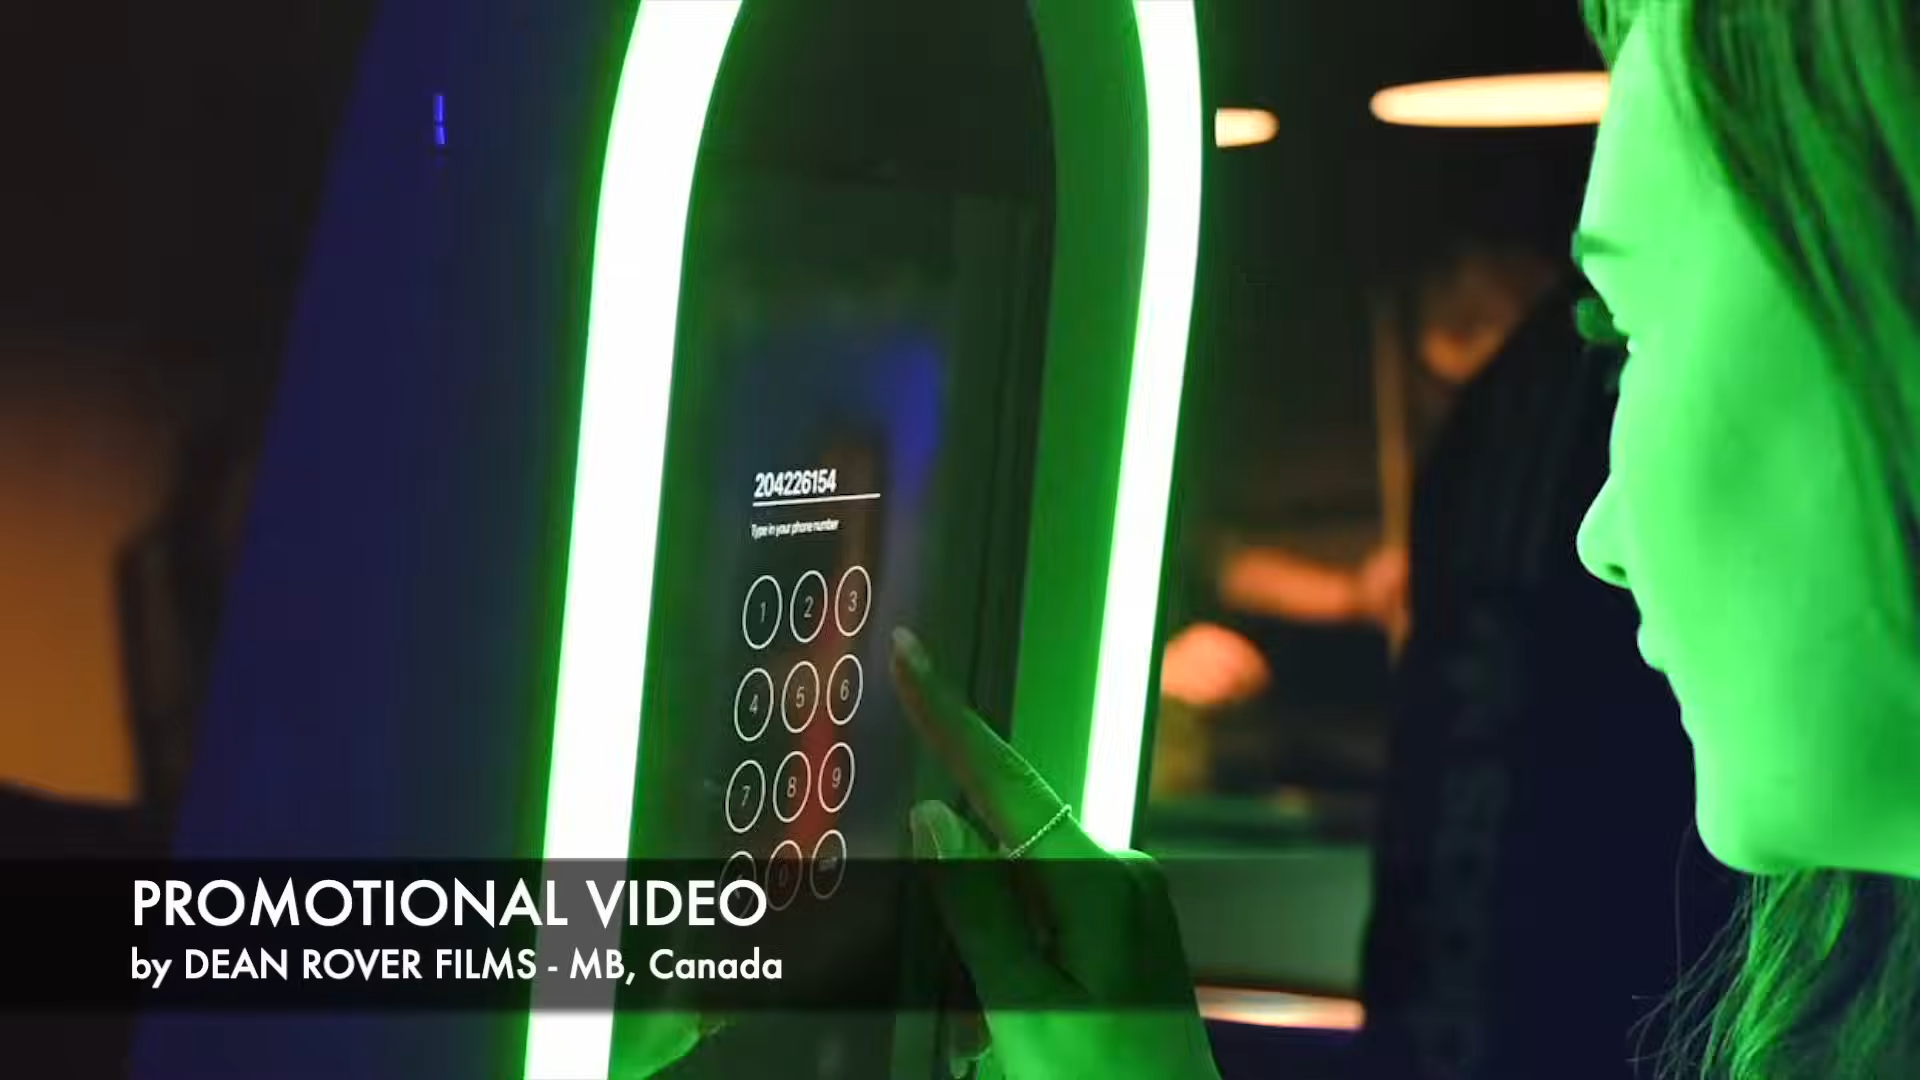 204226154
Type in your phone number
1 2 3
4 5 6
7 8 9
0
PROMOTIONAL VIDEO
by DEAN ROVER FILMS - MB, Canada